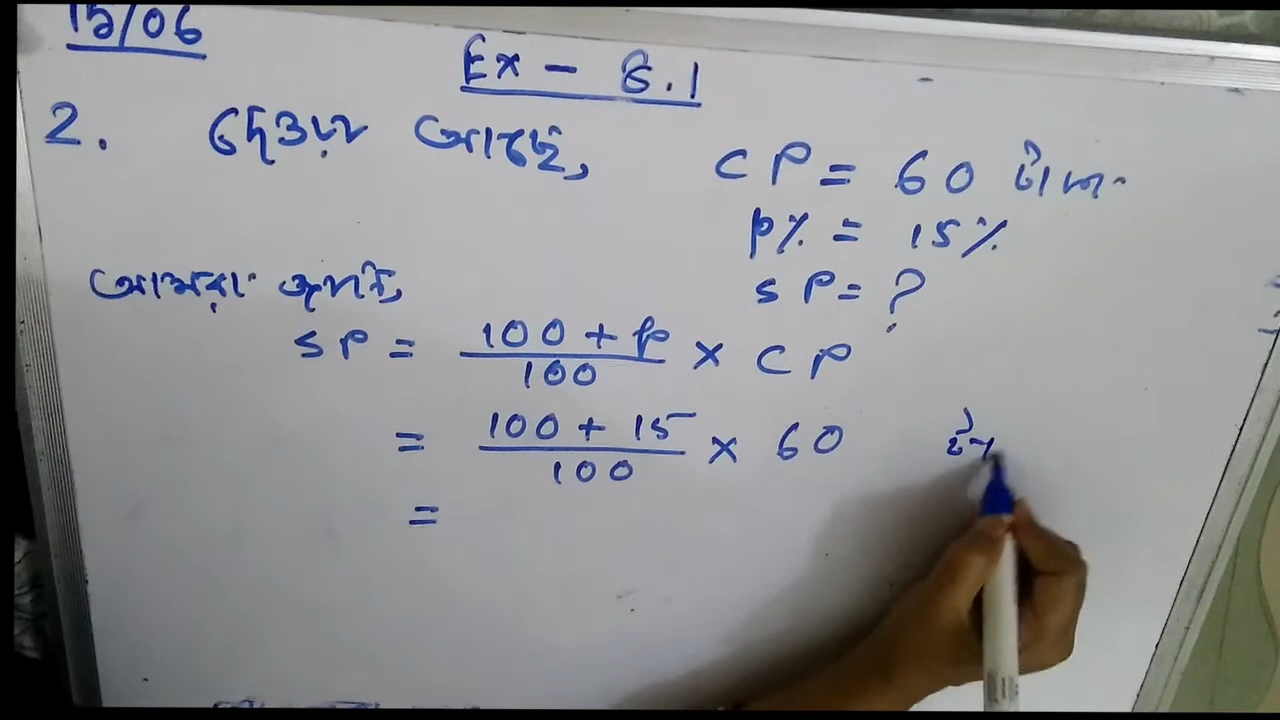 15/06
Ex - 8.1
2. দেওয়া আছে, CP = 60 টাকা
P% = 15%
আমরা জানি, SP = ?
SP = 100 + P / 100 × CP
= 100 + 15 / 100 × 60
=